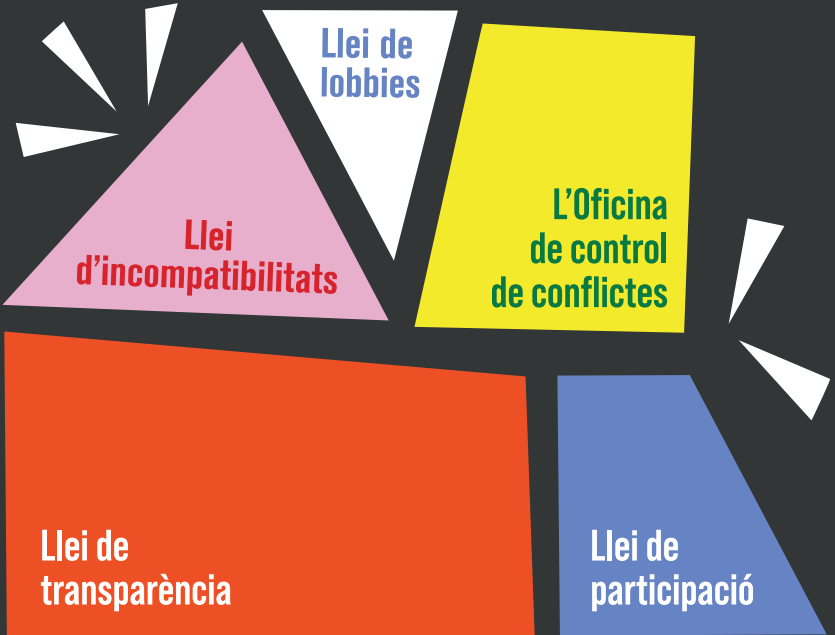 Llei de
lobbies
L’Oficina
de control
de conflictes
Llei
d’incompatibilitats
Llei de
transparència
Llei de
participació